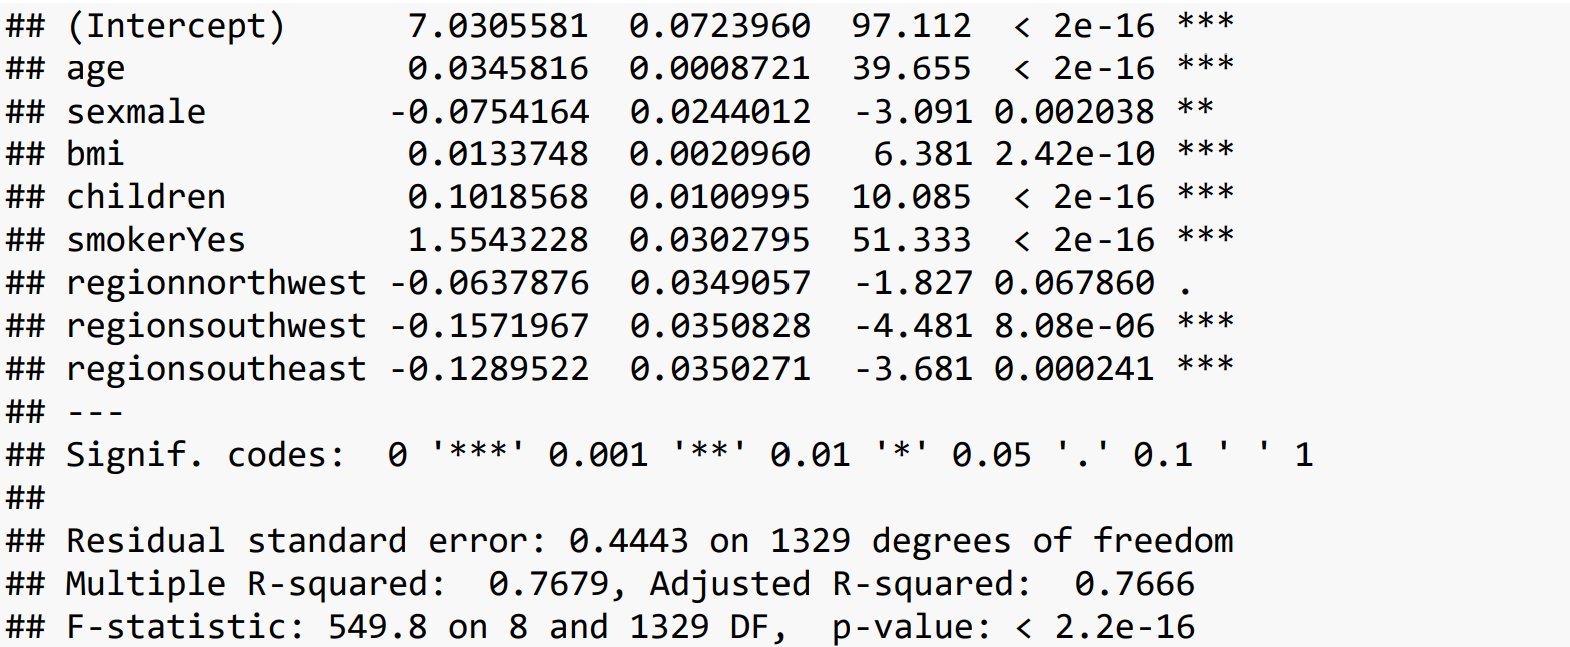 ## (Intercept)      7.0305581  0.0723960  97.112  < 2e-16 ***
## age              0.0345816  0.0008721  39.655  < 2e-16 ***
## sexmale         -0.0754164  0.0244012  -3.091 0.002038 **
## bmi              0.0133748  0.0020960   6.381 2.42e-10 ***
## children         0.1018568  0.0100995  10.085  < 2e-16 ***
## smokerYes        1.5543228  0.0302795  51.333  < 2e-16 ***
## regionnorthwest -0.0637876  0.0349057  -1.827 0.067860 .
## regionsouthwest -0.1571967  0.0350828  -4.481 8.08e-06 ***
## regionsoutheast -0.1289522  0.0350271  -3.681 0.000241 ***
## ---
## Signif. codes:  0 '***' 0.001 '**' 0.01 '*' 0.05 '.' 0.1 ' ' 1
##
## Residual standard error: 0.4443 on 1329 degrees of freedom
## Multiple R-squared:  0.7679, Adjusted R-squared:  0.7666
## F-statistic: 549.8 on 8 and 1329 DF,  p-value: < 2.2e-16